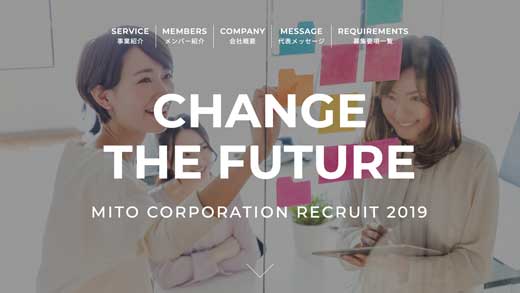 SERVICE
事業紹介
MEMBERS
メンバー紹介
COMPANY
会社概要
MESSAGE
代表メッセージ
REQUIREMENTS
募集要項一覧
CHANGE
THE FUTURE
MITO CORPORATION RECRUIT 2019